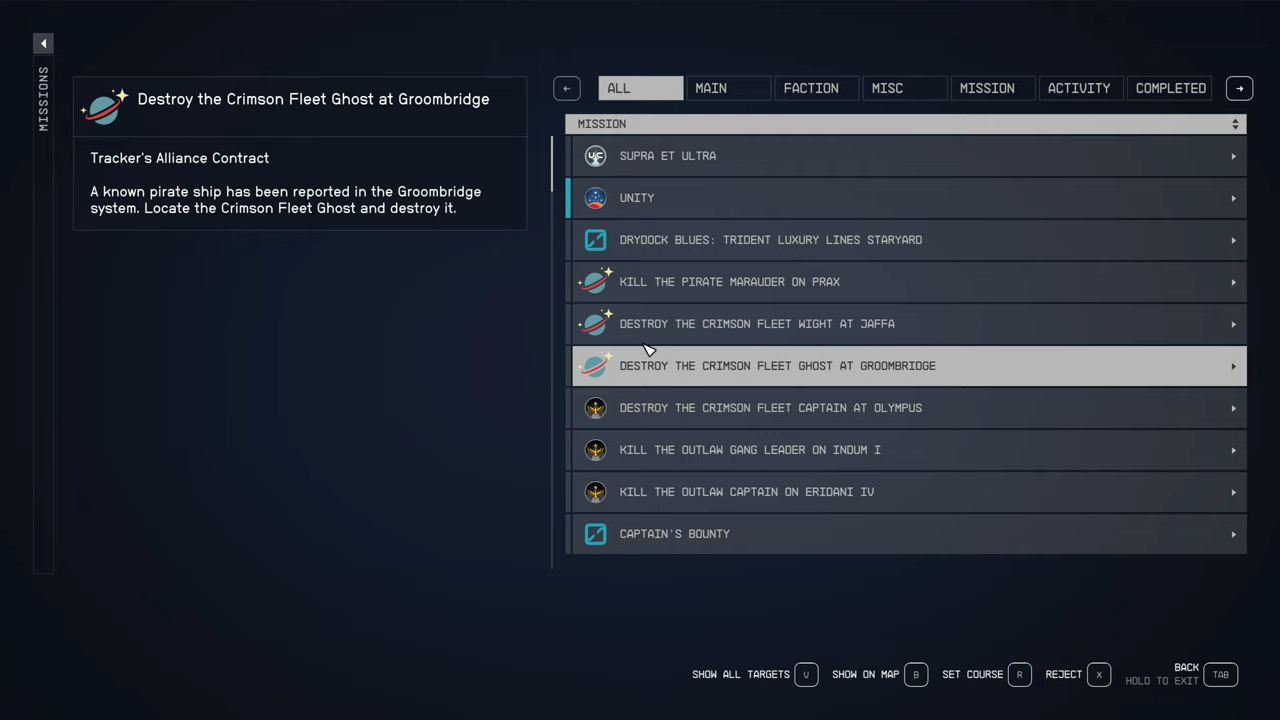 MISSIONS
Destroy the Crimson Fleet Ghost at Groombridge
Tracker's Alliance Contract
A known pirate ship has been reported in the Groombridge
system. Locate the Crimson Fleet Ghost and destroy it.
ALL
MAIN
FACTION
MISC
MISSION
ACTIVITY
COMPLETED
MISSION
UC
SUPRA ET ULTRA
UNITY
DRYDOCK BLUES: TRIDENT LUXURY LINES STARYARD
KILL THE PIRATE MARAUDER ON PRAX
DESTROY THE CRIMSON FLEET WIGHT AT JAFFA
DESTROY THE CRIMSON FLEET GHOST AT GROOMBRIDGE
DESTROY THE CRIMSON FLEET CAPTAIN AT OLYMPUS
KILL THE OUTLAW GANG LEADER ON INDUM I
KILL THE OUTLAW CAPTAIN ON ERIDANI IV
CAPTAIN'S BOUNTY
SHOW ALL TARGETS V
SHOW ON MAP B
SET COURSE R
REJECT X
BACK
HOLD TO EXIT TAB